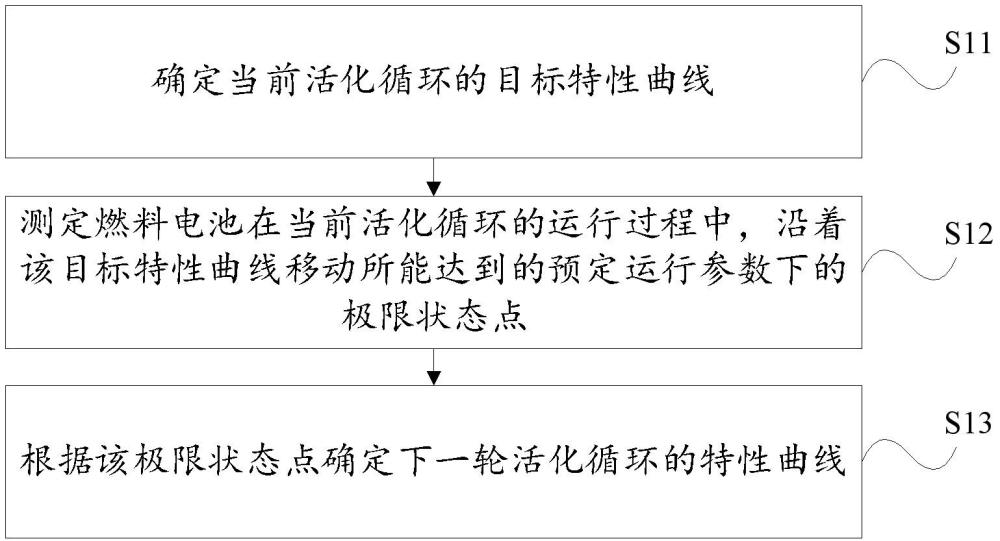 确定当前活化循环的目标特性曲线
S11
测定燃料电池在当前活化循环的运行过程中，沿着
该目标特性曲线移动所能达到的预定运行参数下的
极限状态点
S12
根据该极限状态点确定下一轮活化循环的特性曲线
S13